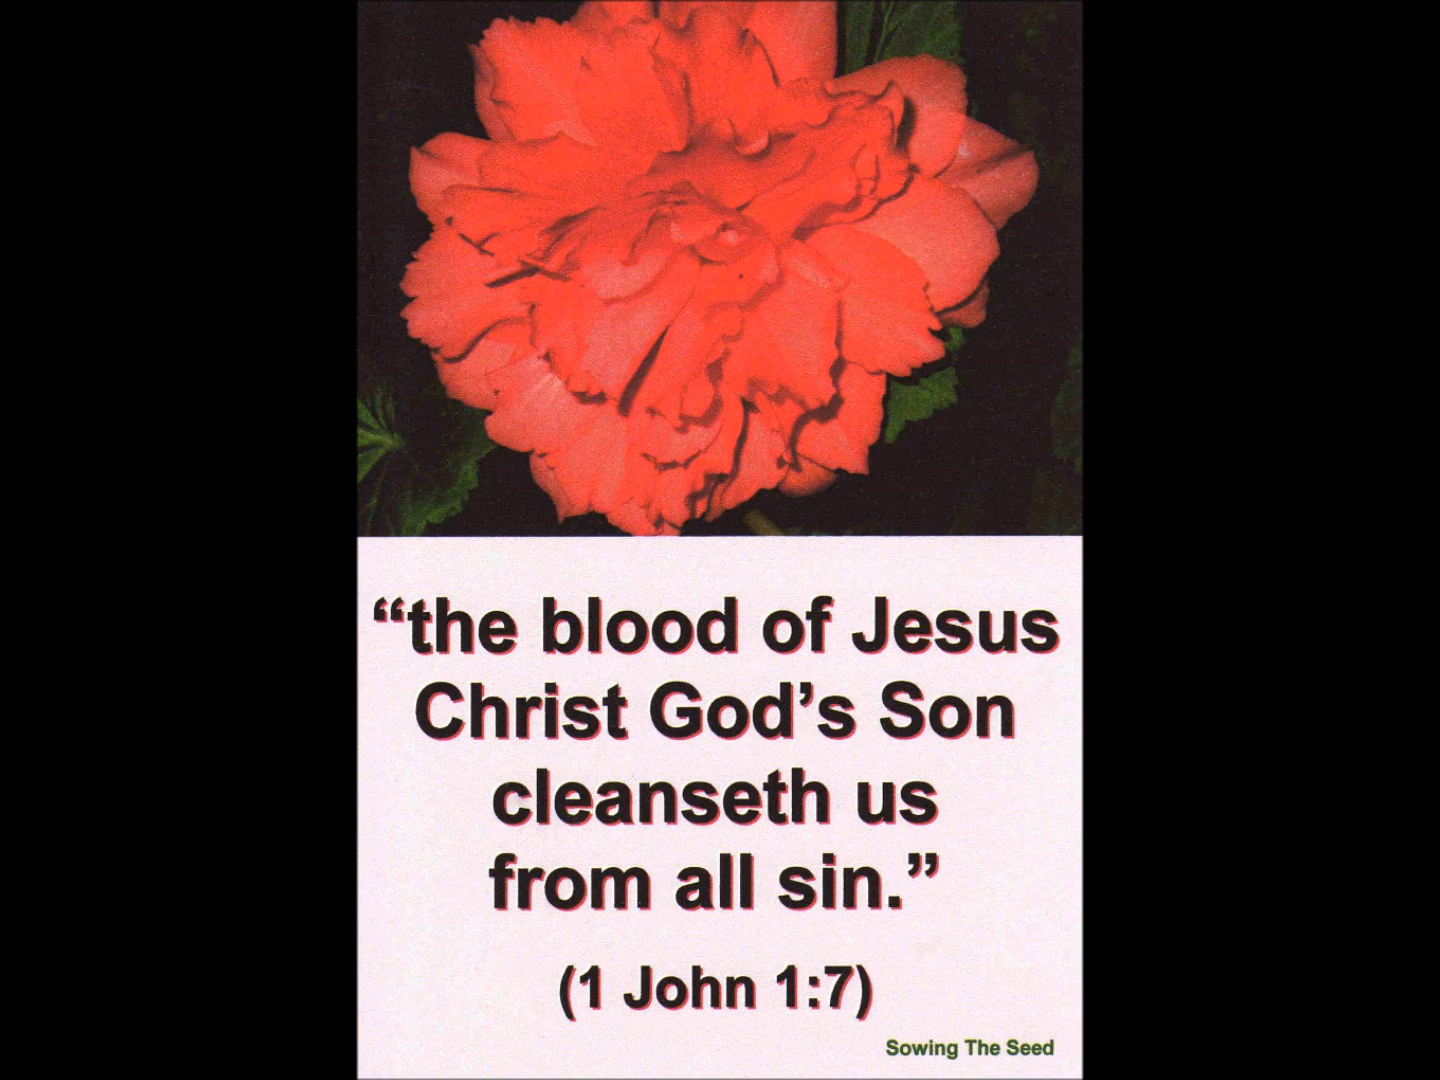 “the blood of Jesus
Christ God’s Son
cleanseth us
from all sin.”
(1 John 1:7)
Sowing The Seed